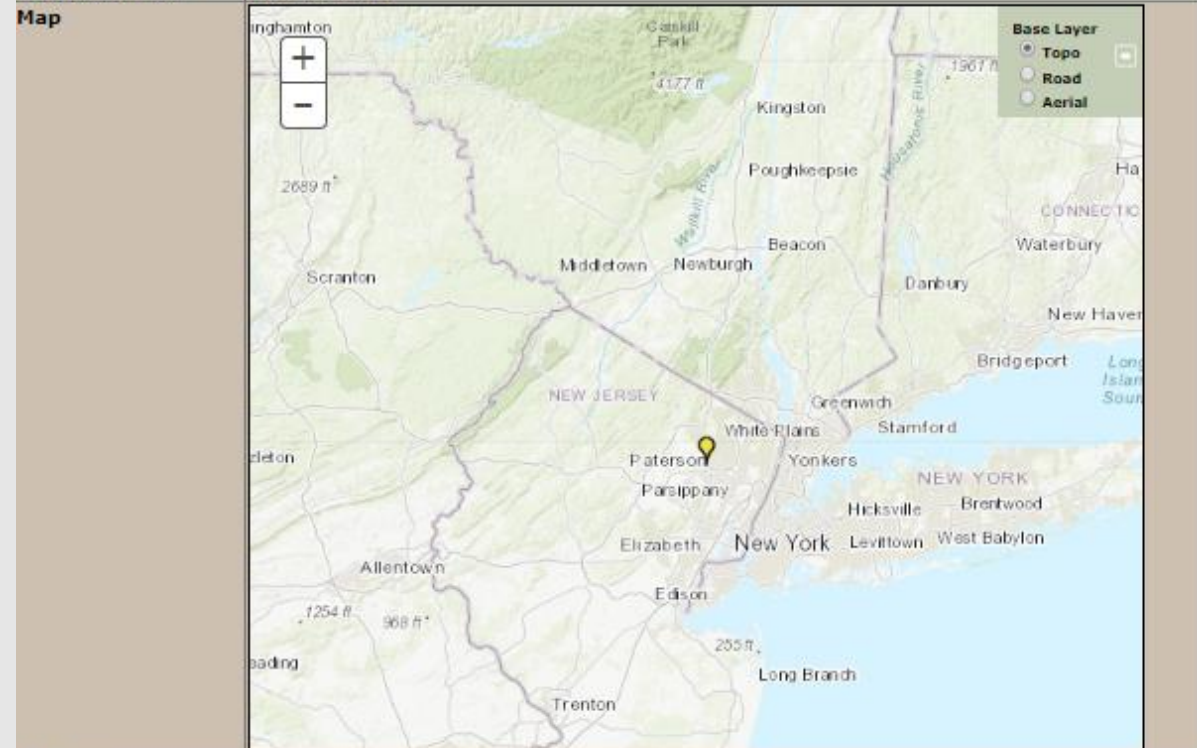 Map
inghamton
Catskill
Park
Base Layer
Topo
Road
Aerial
+
−
4177 ft
1961 ft
Kingston
Housatonic River
Poughkeepsie
Ha
2689 ft
Wallkill River
CONNECTIC
Beacon
Waterbury
Middletown
Newburgh
Scranton
Danbury
New Haven
Bridgeport
Long
Islan
Soun
NEW JERSEY
Greenwich
White Plains
Stamford
zleton
Paterson
Yonkers
NEW YORK
Parsippany
Hicksville
Brentwood
Elizabeth
New York
Levittown
West Babylon
Allentown
Edison
1254 ft
968 ft
255 ft
eading
Long Branch
Trenton